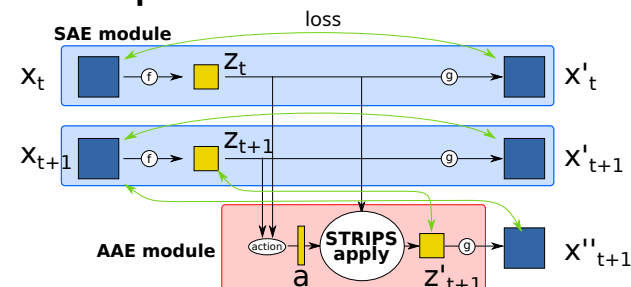 loss
SAE module
x_t
f
z_t
g
x'_t
x_{t+1}
f
z_{t+1}
g
x'_{t+1}
AAE module
action
a
STRIPS
apply
z'_{t+1}
g
x''_{t+1}